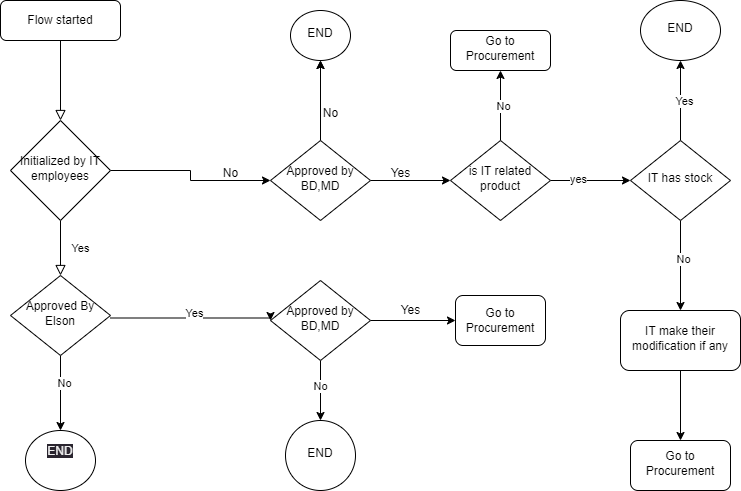 Flow started
END
Go to
Procurement
END
No
No
Yes
Initialized by IT
employees
No
Approved by
BD,MD
Yes
is IT related
product
yes
IT has stock
Yes
No
Approved By
Elson
Yes
Approved by
BD,MD
Yes
Go to
Procurement
IT make their
modification if any
No
No
END
END
Go to
Procurement